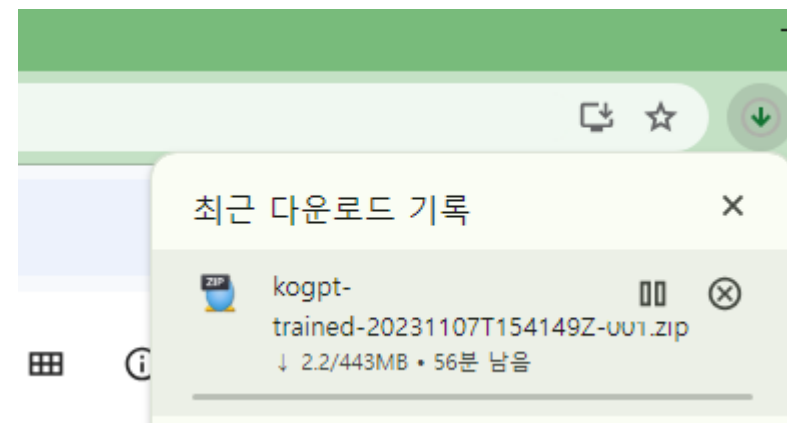 최근 다운로드 기록
ZIP
kogpt-
trained-20231107T154149Z-001.zip
↓ 2.2/443MB • 56분 남음